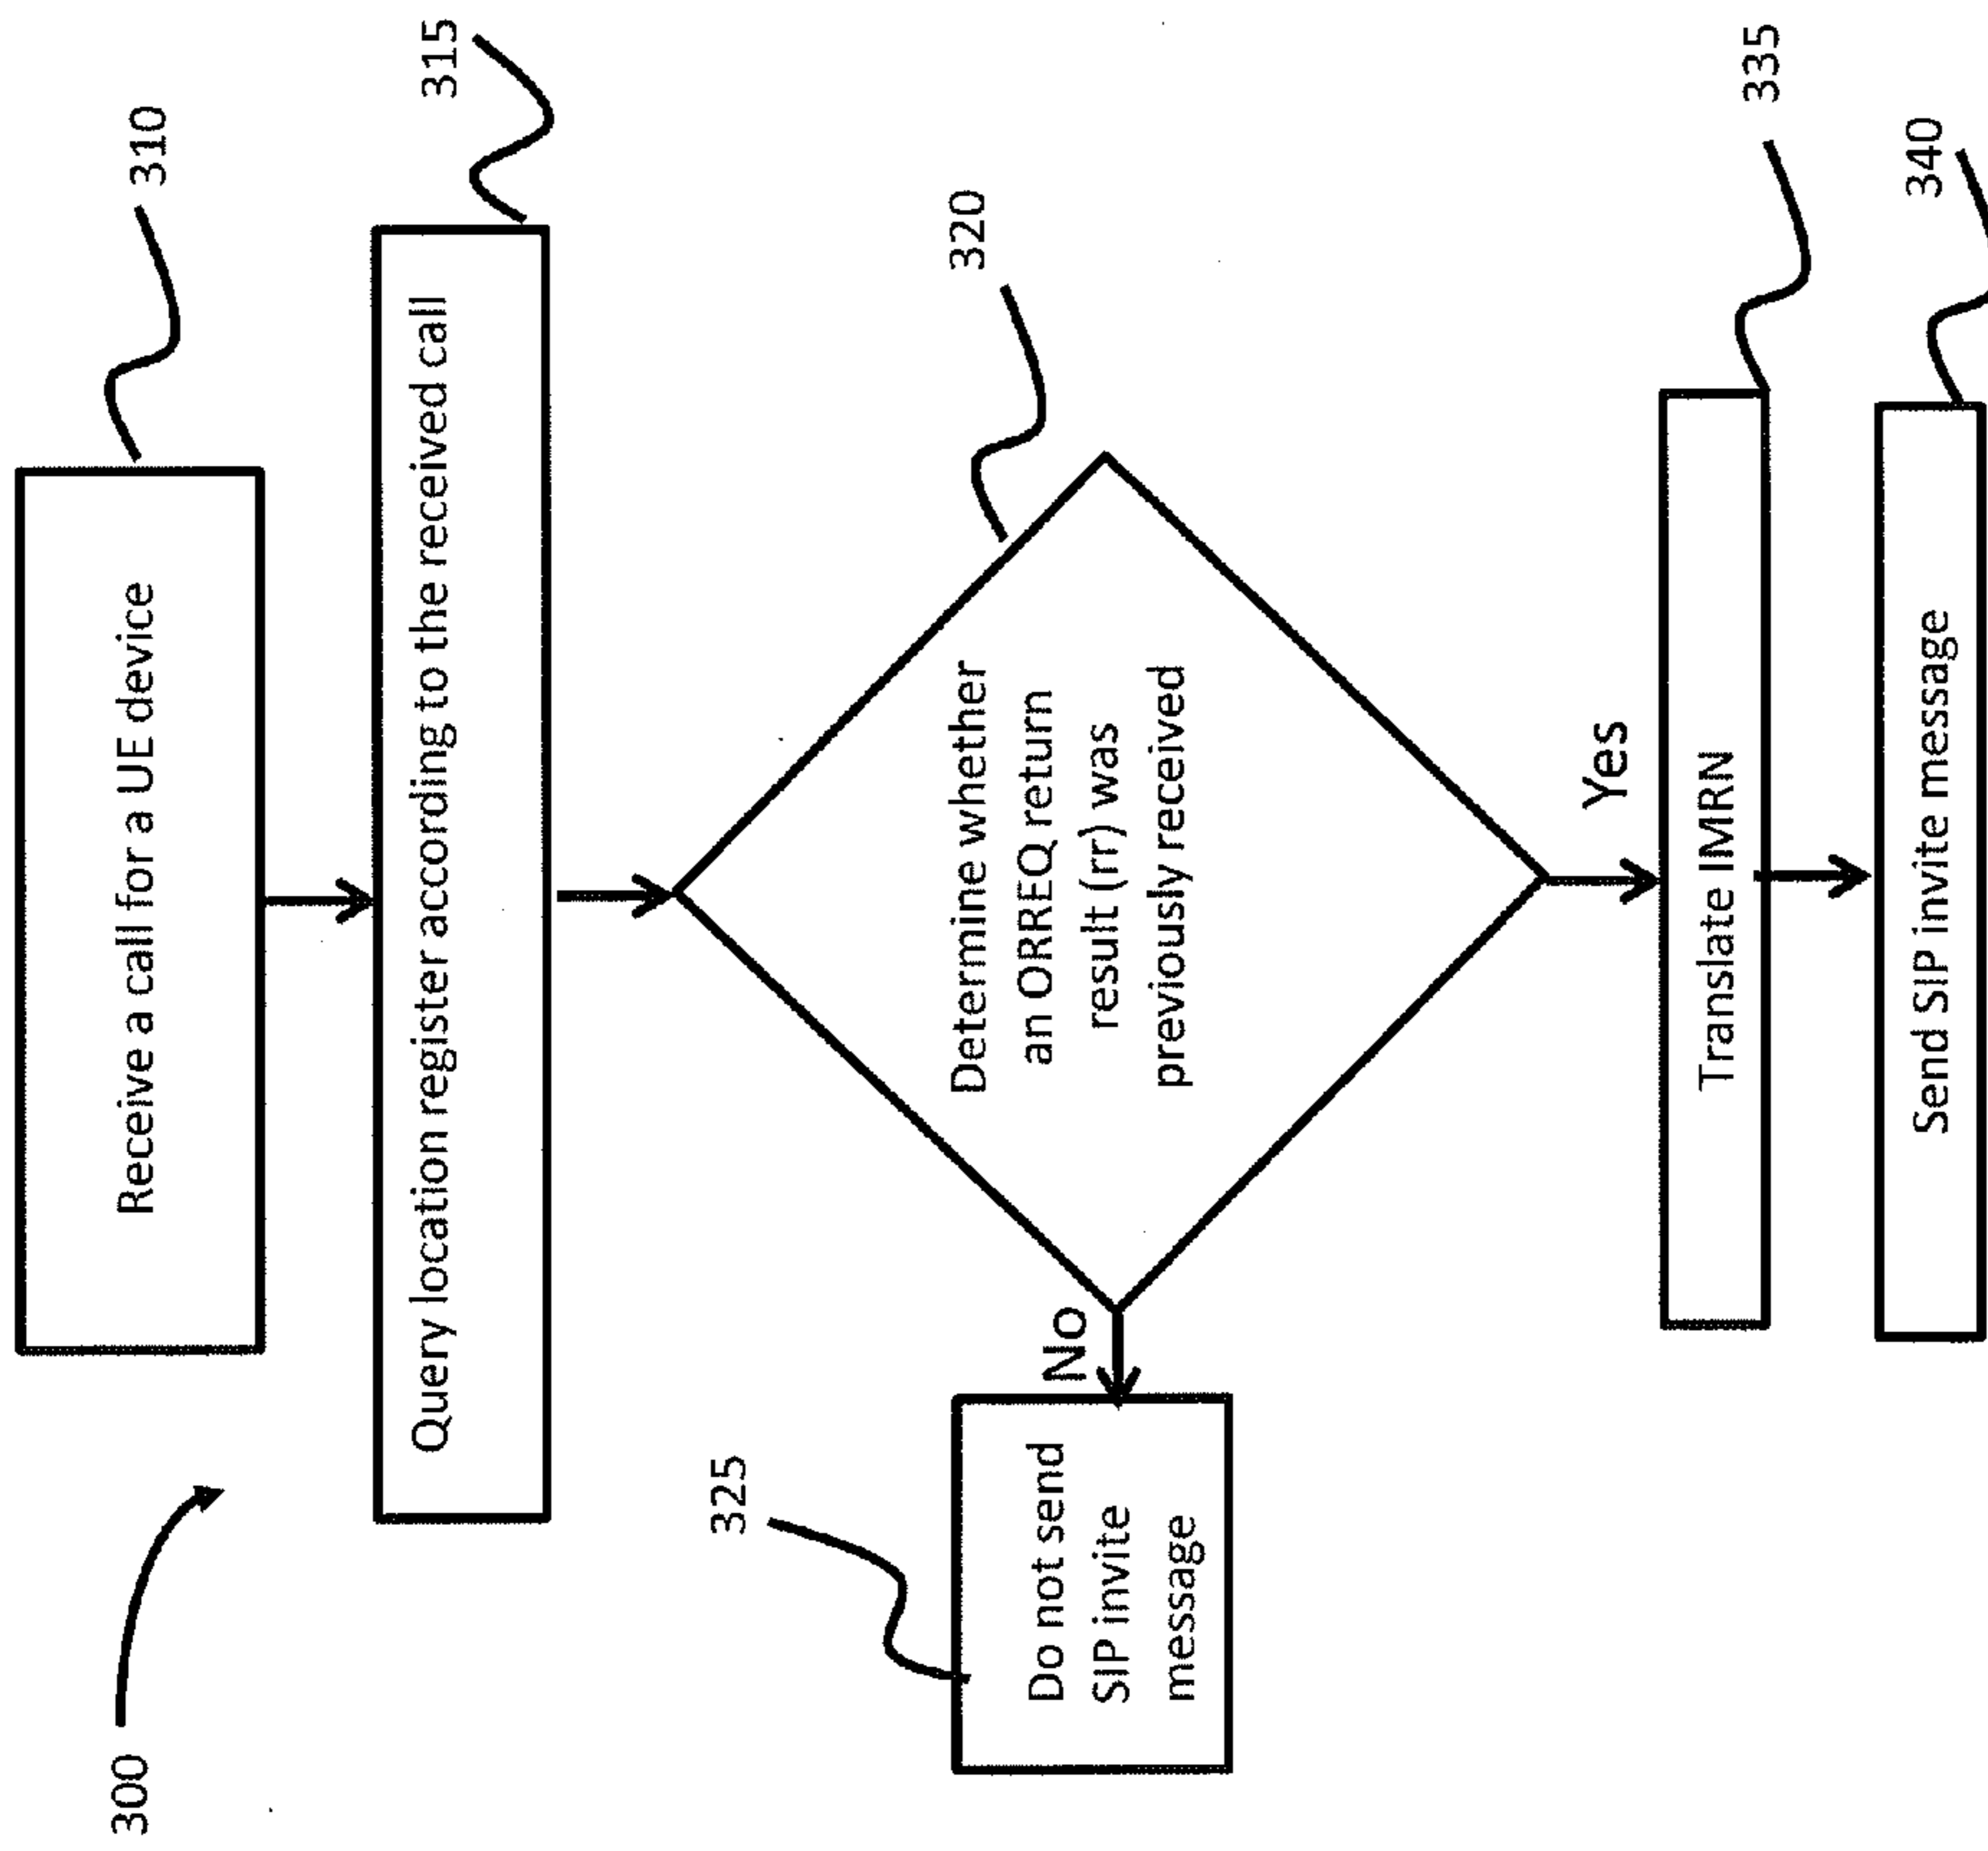 300
310
Receive a call for a UE device
315
Query location register according to the received call
320
Determine whether
an ORREQ return
result (rr) was
previously received
No
325
Do not send
SIP invite
message
Yes
335
Translate IMRN
340
Send SIP invite message